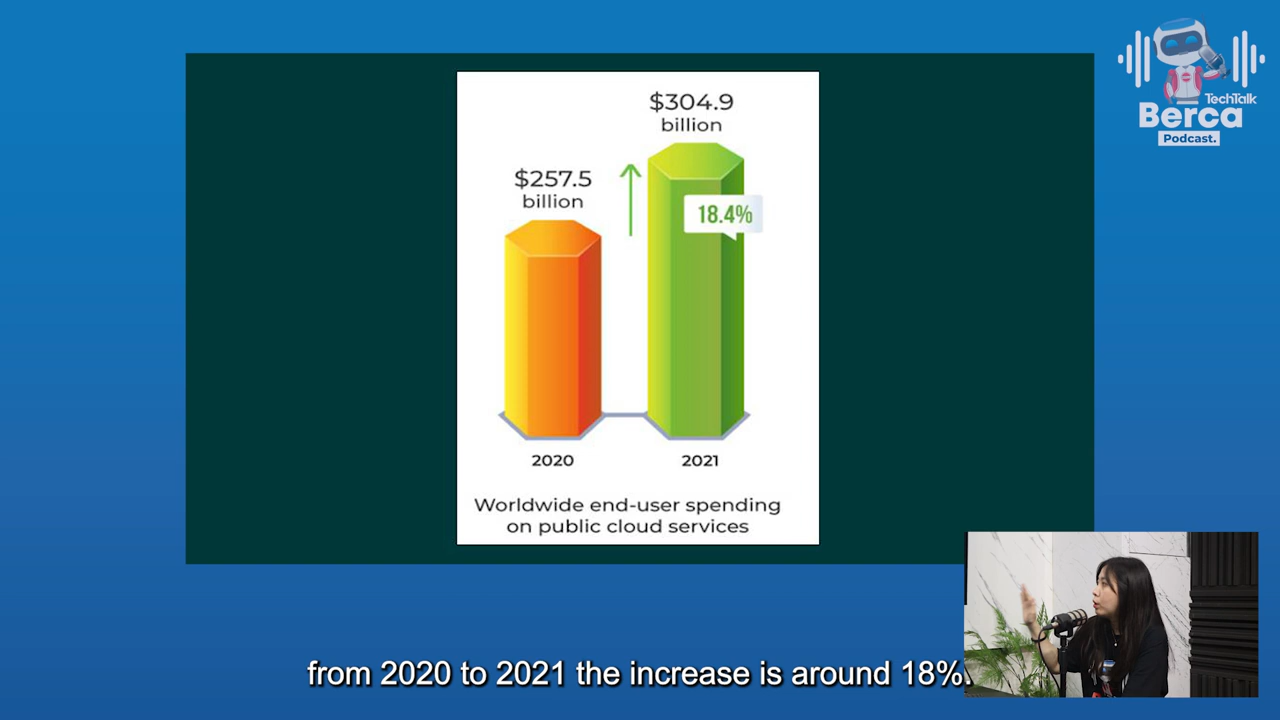 TechTalk
Berca
Podcast.
$304.9
billion
$257.5
billion
18.4%
2020
2021
Worldwide end-user spending
on public cloud services
from 2020 to 2021 the increase is around 18%.